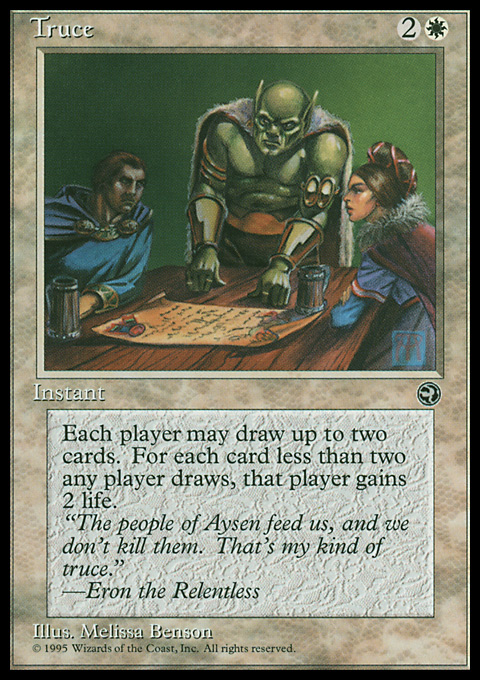 Truce
2
Instant
Each player may draw up to two
cards. For each card less than two
any player draws, that player gains
2 life.
“The people of Aysen feed us, and we
don’t kill them. That’s my kind of
truce.”
—Eron the Relentless
Illus. Melissa Benson
© 1995 Wizards of the Coast, Inc. All rights reserved.